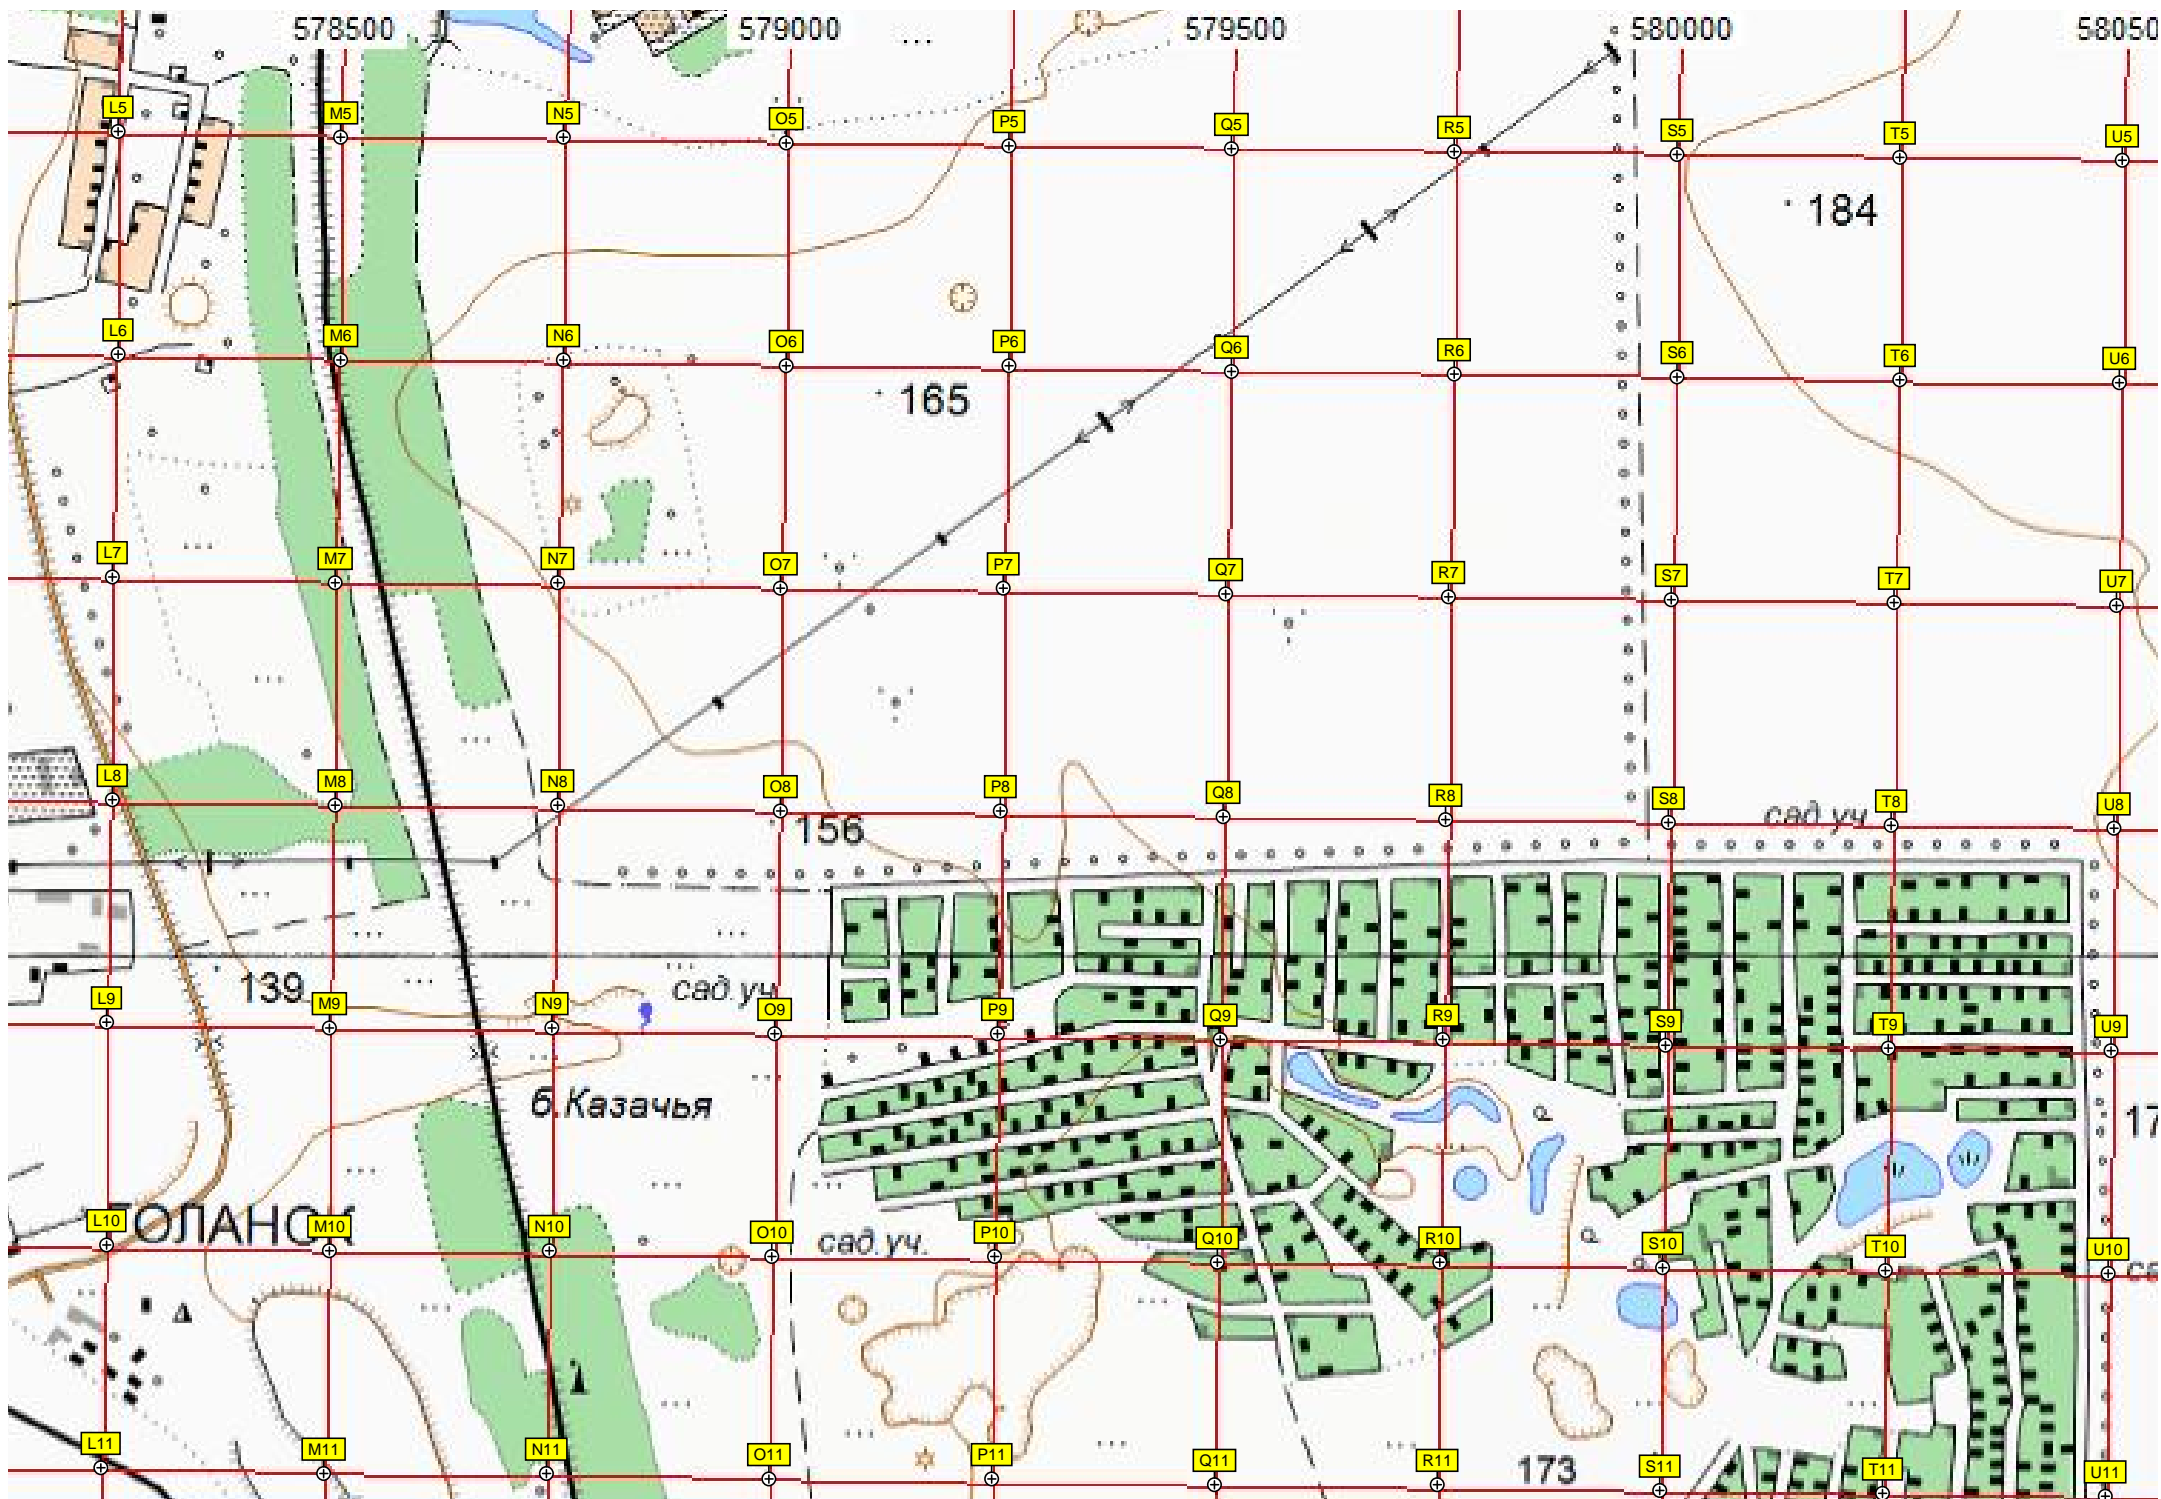 578500 579000 579500 580000 58050
L5 M5 N5 O5 P5 Q5 R5 S5 T5 U5
184
L6 M6 N6 O6 P6 Q6 R6 S6 T6 U6
165
L7 M7 N7 O7 P7 Q7 R7 S7 T7 U7
L8 M8 N8 O8 P8 Q8 R8 S8 T8 U8
156 сад.уч
139 сад.уч
L9 M9 N9 O9 P9 Q9 R9 S9 T9 U9
б.Казачья 17
L10 M10 N10 O10 P10 Q10 R10 S10 T10 U10
сад.уч. са
L11 M11 N11 O11 P11 Q11 R11 S11 T11 U11
173